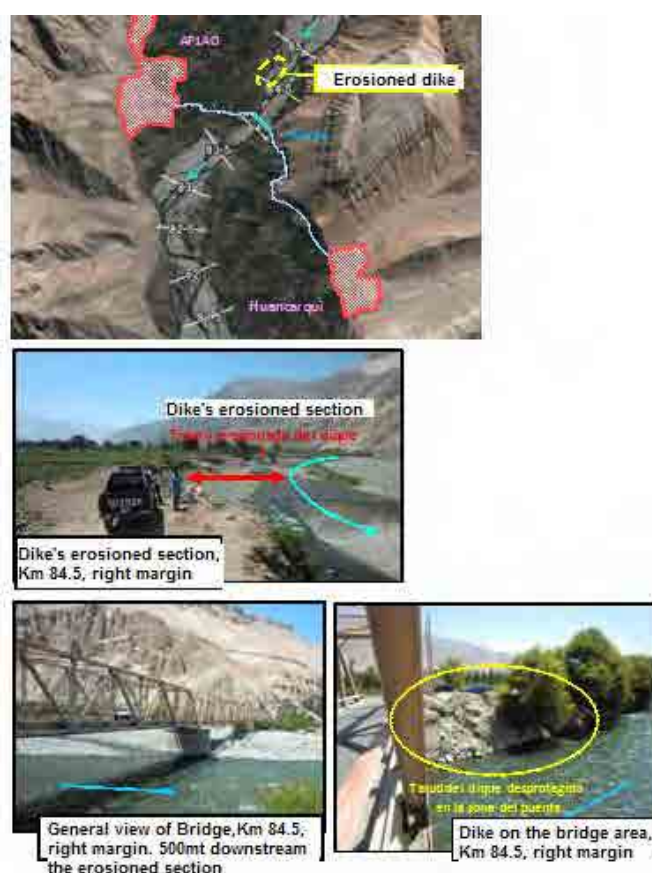 APLAO
Erosioned dike
Huancarqui
Dike's erosioned section
Tramo erosionado del dique
Dike's erosioned section,
Km 84.5, right margin
General view of Bridge,Km 84.5,
right margin. 500mt downstream
the erosioned section
Talud del dique desprotegido
en la zona del puente
Dike on the bridge area,
Km 84.5, right margin